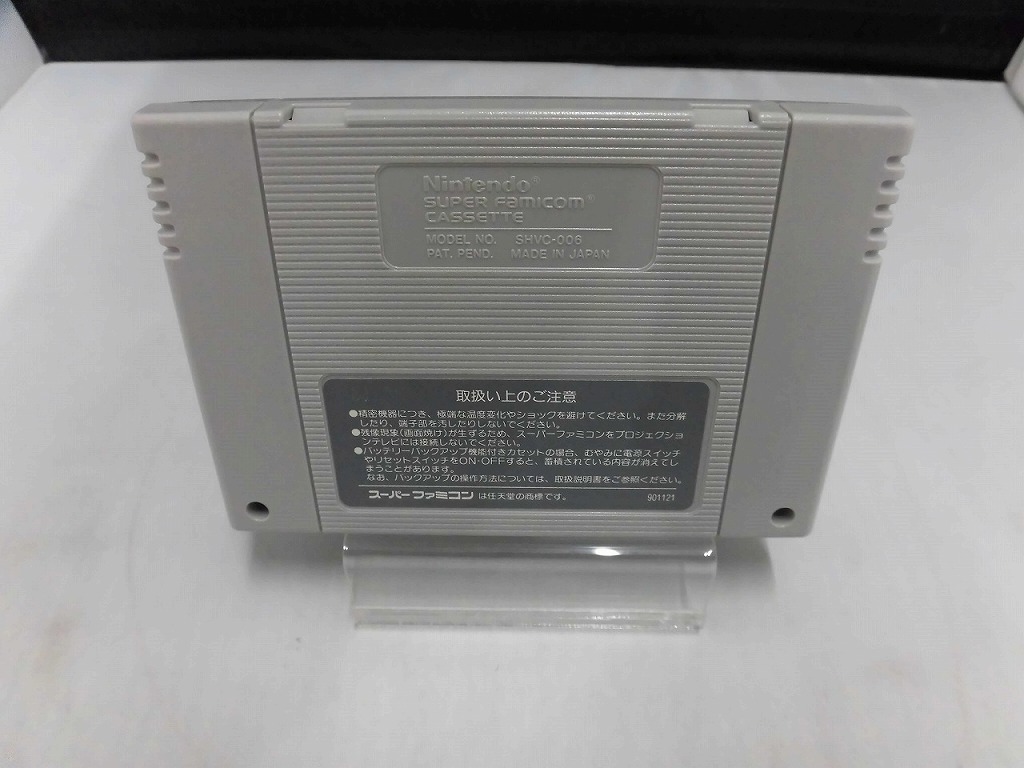 Nintendo®
SUPER FAMICOM®
CASSETTE
MODEL NO. SHVC-006
PAT. PEND. MADE IN JAPAN
取扱い上のご注意
●精密機器につき、極端な温度変化やショックを避けてください。また分解
したり、端子部を汚したりしないでください。
●残像現象(画面焼け)が生ずるため、スーパーファミコンをプロジェクショ
ンテレビには接続しないでください。
●バッテリーバックアップ機能付きカセットの場合、むやみに電源スイッチ
やリセットスイッチをON・OFFすると、蓄積されている内容が消えてし
まうことがあります。
なお、バックアップの操作方法については、取扱説明書をご参照ください。
スーパーファミコン は任天堂の商標です。 901121